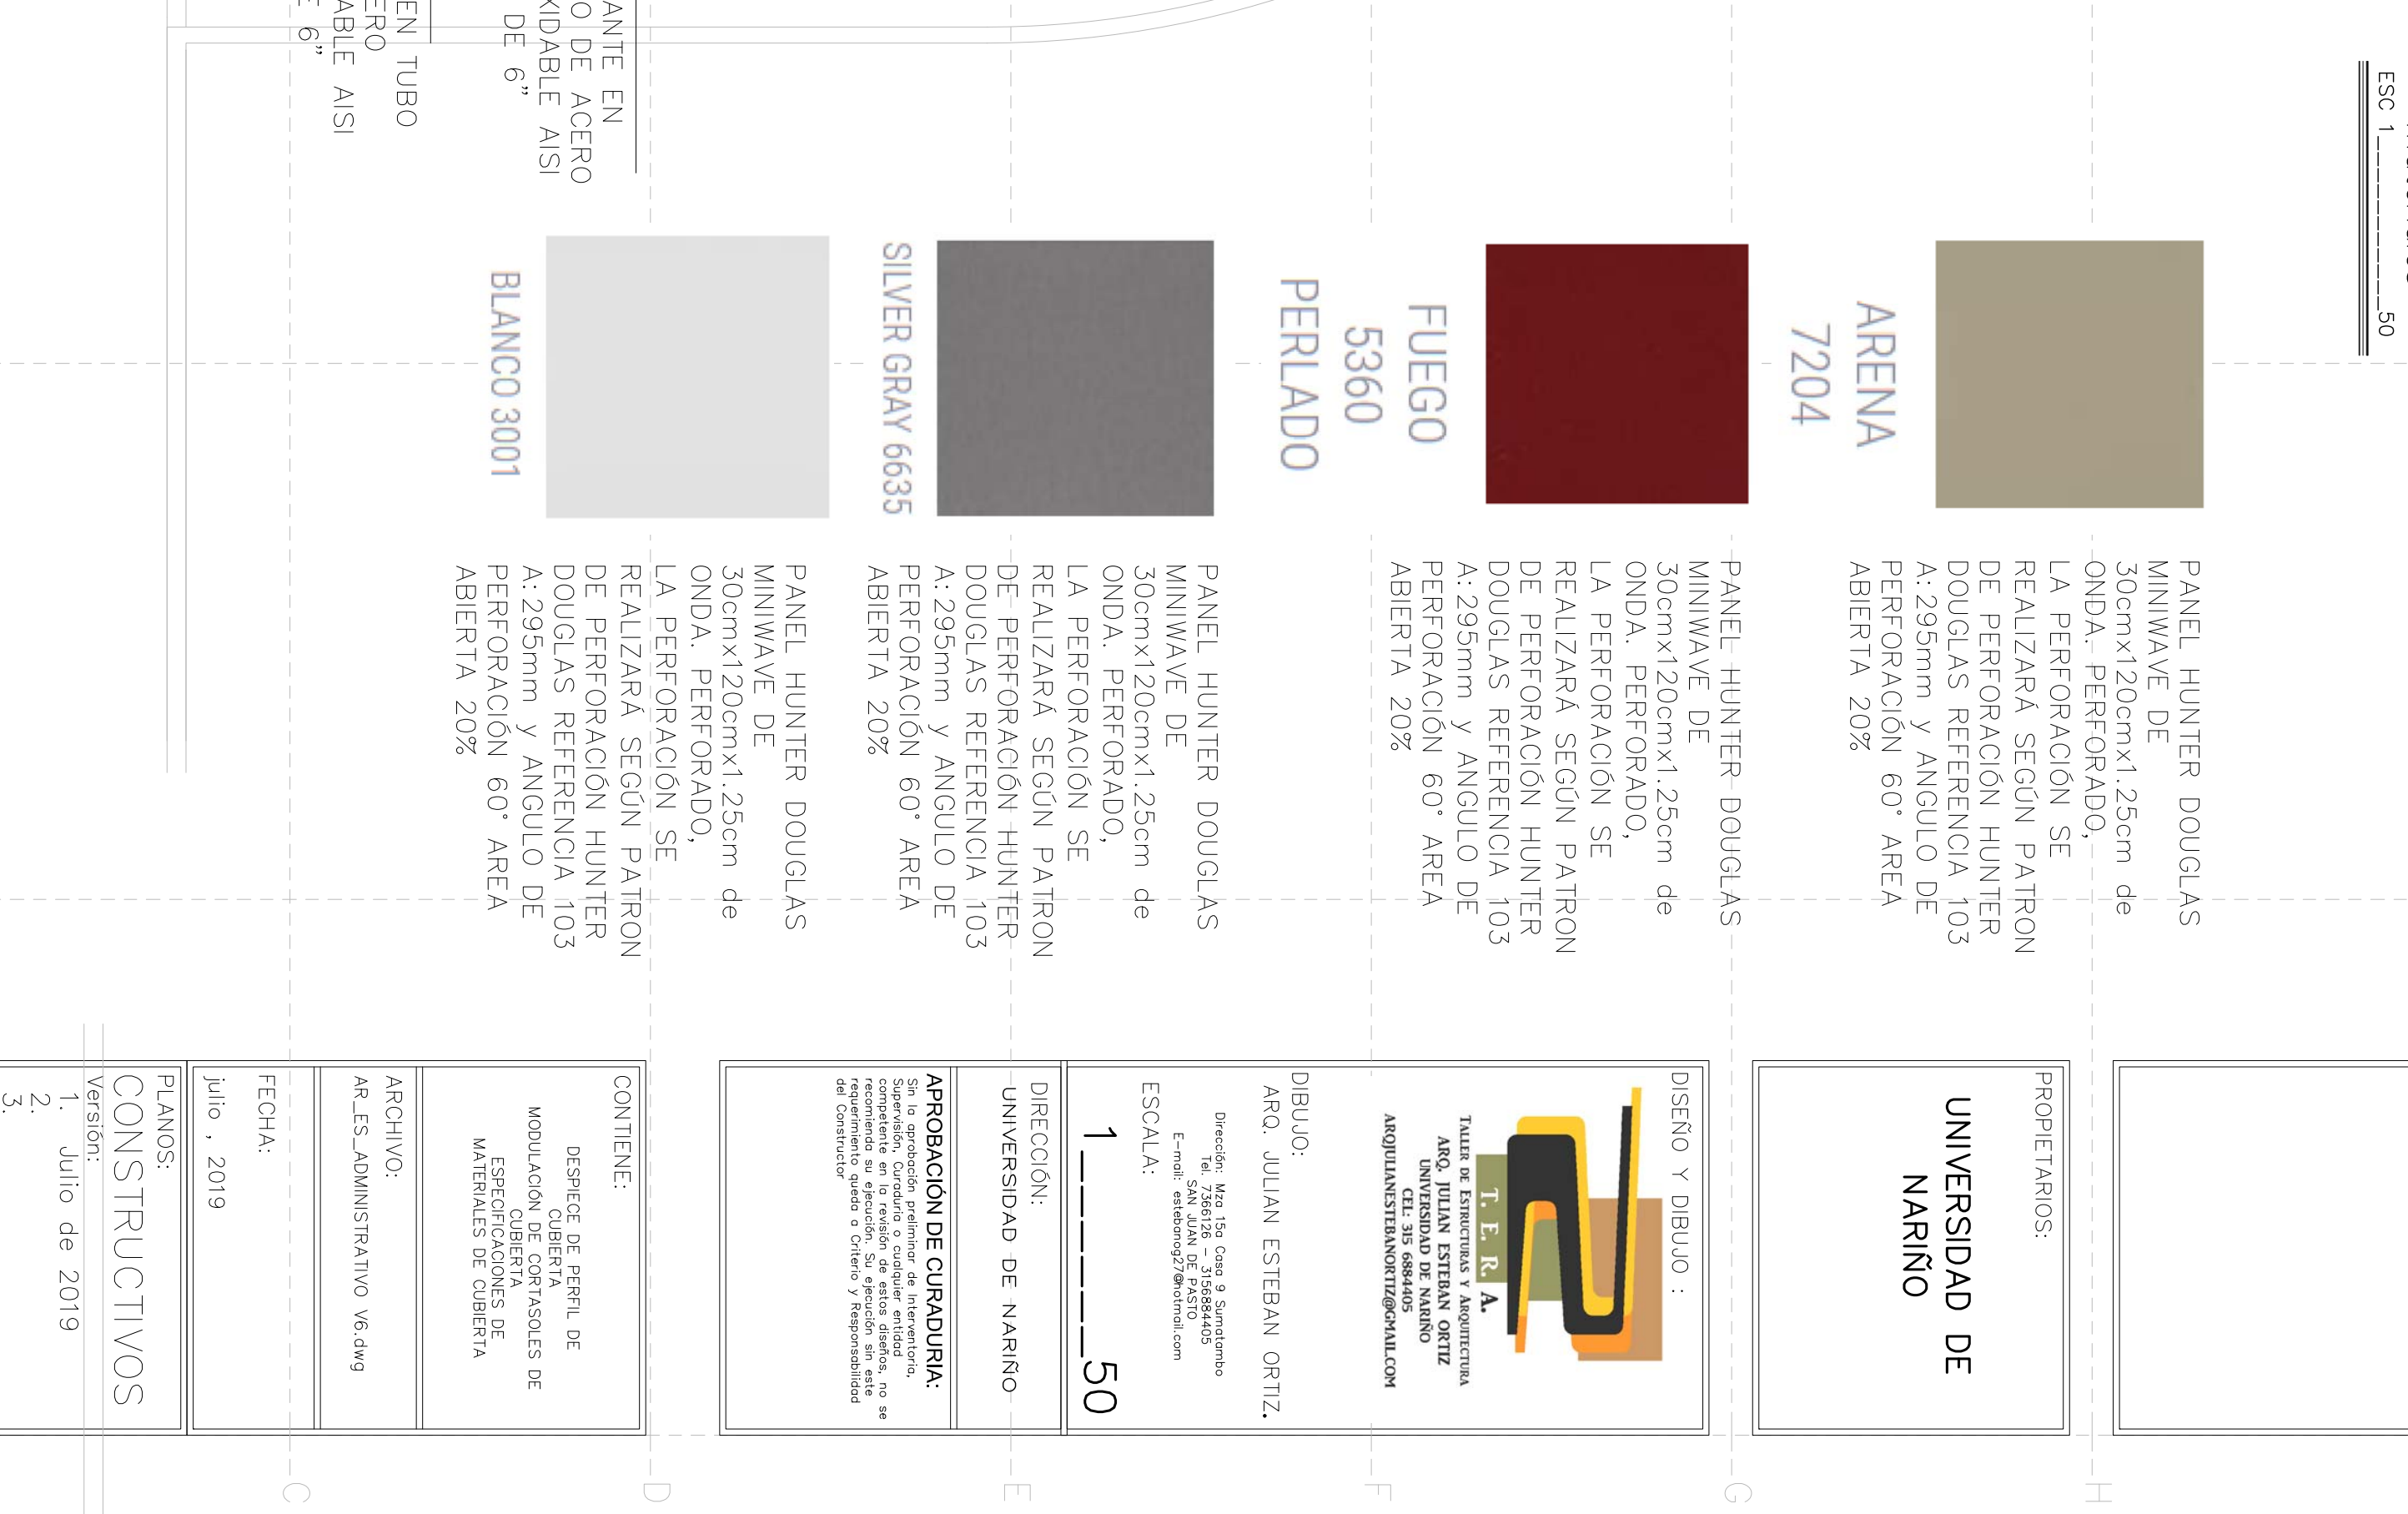 ESC 1____________50
ARENA
7204
PANEL HUNTER DOUGLAS
MINIWAVE DE
30cmx120cmx1.25cm de
ONDA. PERFORADO,
LA PERFORACIÓN SE
REALIZARÁ SEGÚN PATRON
DE PERFORACIÓN HUNTER
DOUGLAS REFERENCIA 103
A:295mm y ANGULO DE
PERFORACIÓN 60° AREA
ABIERTA 20%
FUEGO
5360
PERLADO
PANEL HUNTER DOUGLAS
MINIWAVE DE
30cmx120cmx1.25cm de
ONDA. PERFORADO,
LA PERFORACIÓN SE
REALIZARÁ SEGÚN PATRON
DE PERFORACIÓN HUNTER
DOUGLAS REFERENCIA 103
A:295mm y ANGULO DE
PERFORACIÓN 60° AREA
ABIERTA 20%
SILVER GRAY 6635
PANEL HUNTER DOUGLAS
MINIWAVE DE
30cmx120cmx1.25cm de
ONDA. PERFORADO,
LA PERFORACIÓN SE
REALIZARÁ SEGÚN PATRON
DE PERFORACIÓN HUNTER
DOUGLAS REFERENCIA 103
A:295mm y ANGULO DE
PERFORACIÓN 60° AREA
ABIERTA 20%
BLANCO 3001
PANEL HUNTER DOUGLAS
MINIWAVE DE
30cmx120cmx1.25cm de
ONDA. PERFORADO,
LA PERFORACIÓN SE
REALIZARÁ SEGÚN PATRON
DE PERFORACIÓN HUNTER
DOUGLAS REFERENCIA 103
A:295mm y ANGULO DE
PERFORACIÓN 60° AREA
ABIERTA 20%
ANTE EN
O DE ACERO
XIDABLE AISI
DE 6”
EN TUBO
ERO
ABLE AISI
E 6”
PROPIETARIOS:
UNIVERSIDAD DE
NARIÑO
DISEÑO Y DIBUJO :
T. E. R. A.
TALLER DE ESTRUCTURAS Y ARQUITECTURA
ARQ. JULIAN ESTEBAN ORTIZ
UNIVERSIDAD DE NARIÑO
CEL: 315 6884405
ARQJULIANESTEBANORTIZ@GMAIL.COM
DIBUJO:
ARQ. JULIAN ESTEBAN ORTIZ.
Dirección: Mza 15a Casa 9 Sumatambo
Tel. 7366126 – 3156884405
SAN JUAN DE PASTO
E-mail: estebanog27@hotmail.com
ESCALA:
1________50
DIRECCIÓN:
UNIVERSIDAD DE NARIÑO
APROBACIÓN DE CURADURIA:
Sin la aprobación preliminar de Interventoria,
Supervisión, Curaduria o cualquier entidad
competente en la revisión de estos diseños, no se
recomienda su ejecución. Su ejecución sin este
requerimiento queda a Criterio y Responsabilidad
del Constructor
CONTIENE:
DESPIECE DE PERFIL DE
CUBIERTA
MODULACIÓN DE CORTASOLES DE
CUBIERTA
ESPECIFICACIONES DE
MATERIALES DE CUBIERTA
ARCHIVO:
AR_ES_ADMINISTRATIVO V6.dwg
FECHA:
julio , 2019
PLANOS:
CONSTRUCTIVOS
Versión:
1. Julio de 2019
2.
3.
H
G
F
E
D
C